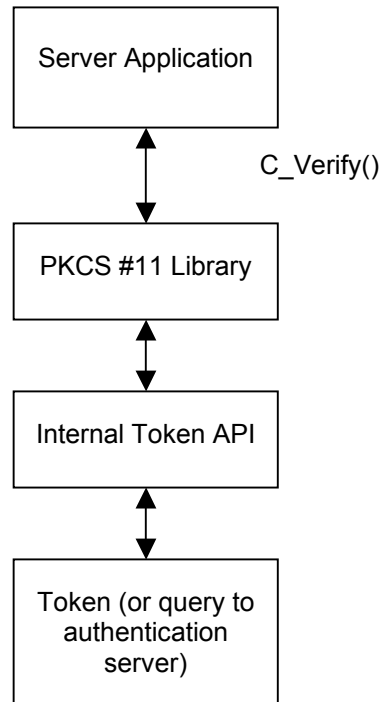 Server Application
C_Verify()
PKCS #11 Library
Internal Token API
Token (or query to
authentication
server)